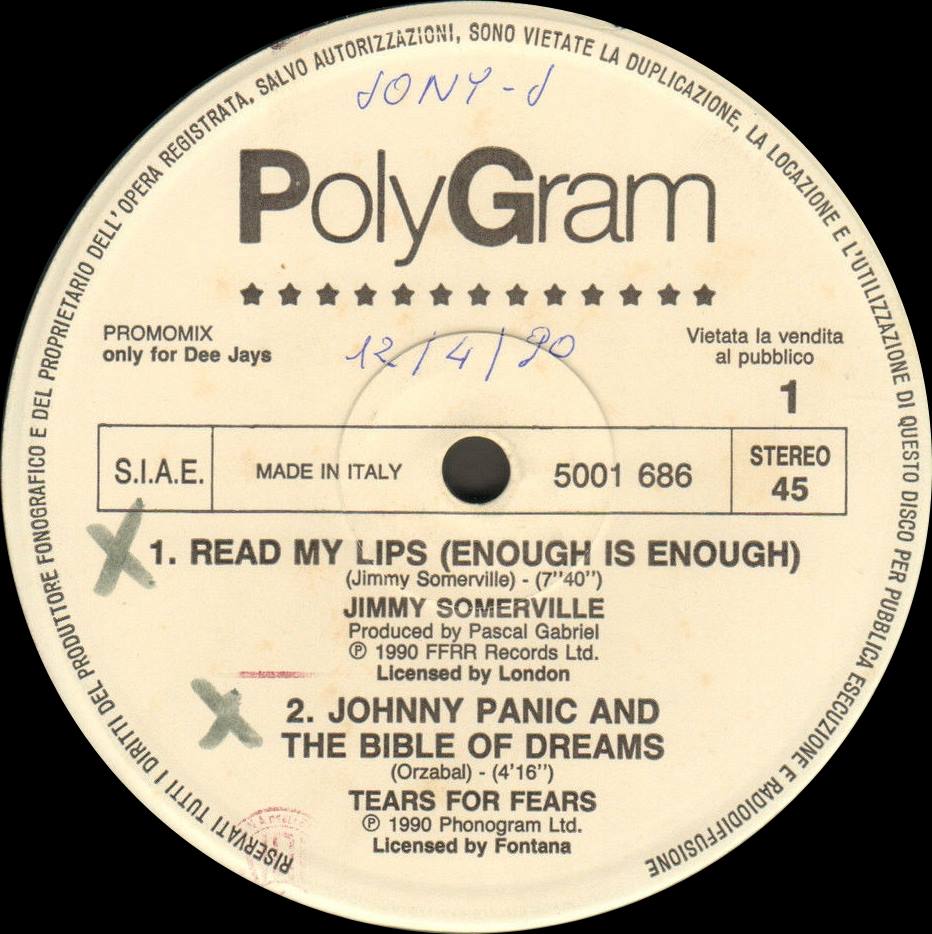 RISERVATI TUTTI I DIRITTI DEL PRODUTTORE FONOGRAFICO E DEL PROPRIETARIO DELL'OPERA REGISTRATA. SALVO AUTORIZZAZIONI, SONO VIETATE LA DUPLICAZIONE, LA LOCAZIONE E L'UTILIZZAZIONE DI QUESTO DISCO PER PUBBLICA ESECUZIONE E RADIODIFFUSIONE
JONY-J
PolyGram
PROMOMIX
only for Dee Jays
12/4/90
Vietata la vendita
al pubblico
1
S.I.A.E.
MADE IN ITALY
5001 686
STEREO
45
1. READ MY LIPS (ENOUGH IS ENOUGH)
(Jimmy Somerville) - (7''40'')
JIMMY SOMERVILLE
Produced by Pascal Gabriel
℗ 1990 FFRR Records Ltd.
Licensed by London
2. JOHNNY PANIC AND
THE BIBLE OF DREAMS
(Orzabal) - (4'16'')
TEARS FOR FEARS
℗ 1990 Phonogram Ltd.
Licensed by Fontana